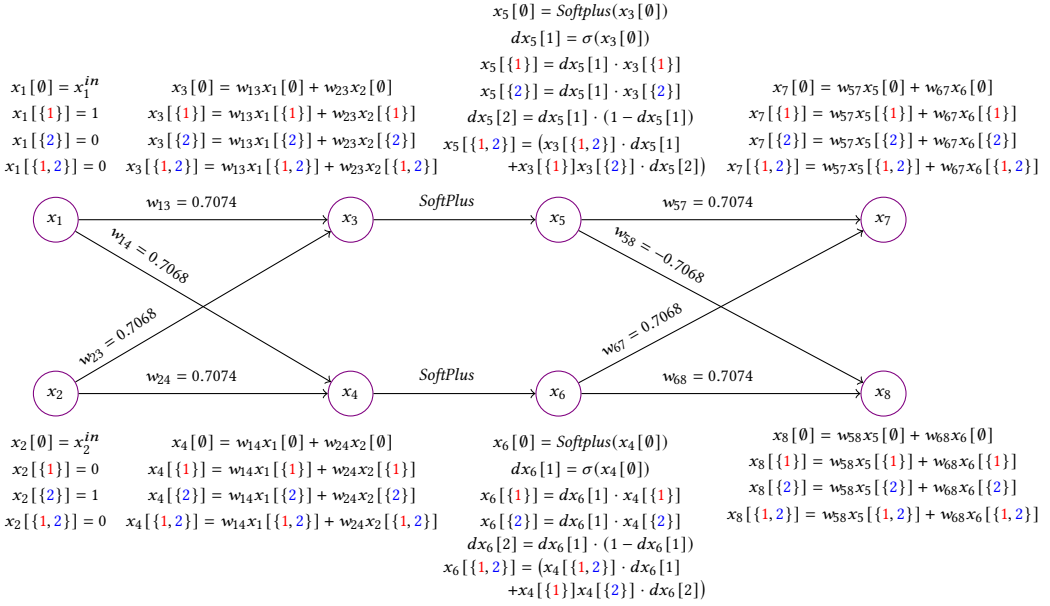 x₅[∅] = Softplus(x₃[∅])
dx₅[1] = σ(x₃[∅])
x₅[{1}] = dx₅[1] · x₃[{1}]
x₅[{2}] = dx₅[1] · x₃[{2}]
dx₅[2] = dx₅[1] · (1 − dx₅[1])
x₅[{1,2}] = (x₃[{1,2}] · dx₅[1]
+x₃[{1}]x₃[{2}] · dx₅[2])
x₁[∅] = x₁ⁱⁿ
x₁[{1}] = 1
x₁[{2}] = 0
x₁[{1,2}] = 0
x₃[∅] = w₁₃x₁[∅] + w₂₃x₂[∅]
x₃[{1}] = w₁₃x₁[{1}] + w₂₃x₂[{1}]
x₃[{2}] = w₁₃x₁[{2}] + w₂₃x₂[{2}]
x₃[{1,2}] = w₁₃x₁[{1,2}] + w₂₃x₂[{1,2}]
x₇[∅] = w₅₇x₅[∅] + w₆₇x₆[∅]
x₇[{1}] = w₅₇x₅[{1}] + w₆₇x₆[{1}]
x₇[{2}] = w₅₇x₅[{2}] + w₆₇x₆[{2}]
x₇[{1,2}] = w₅₇x₅[{1,2}] + w₆₇x₆[{1,2}]
x₁
w₁₃ = 0.7074
x₃
SoftPlus
x₅
w₅₇ = 0.7074
x₇
w₁₄ = 0.7068
w₅₈ = −0.7068
w₂₃ = 0.7068
w₆₇ = 0.7068
x₂
w₂₄ = 0.7074
x₄
SoftPlus
x₆
w₆₈ = 0.7074
x₈
x₂[∅] = x₂ⁱⁿ
x₂[{1}] = 0
x₂[{2}] = 1
x₂[{1,2}] = 0
x₄[∅] = w₁₄x₁[∅] + w₂₄x₂[∅]
x₄[{1}] = w₁₄x₁[{1}] + w₂₄x₂[{1}]
x₄[{2}] = w₁₄x₁[{2}] + w₂₄x₂[{2}]
x₄[{1,2}] = w₁₄x₁[{1,2}] + w₂₄x₂[{1,2}]
x₆[∅] = Softplus(x₄[∅])
dx₆[1] = σ(x₄[∅])
x₆[{1}] = dx₆[1] · x₄[{1}]
x₆[{2}] = dx₆[1] · x₄[{2}]
dx₆[2] = dx₆[1] · (1 − dx₆[1])
x₆[{1,2}] = (x₄[{1,2}] · dx₆[1]
+x₄[{1}]x₄[{2}] · dx₆[2])
x₈[∅] = w₅₈x₅[∅] + w₆₈x₆[∅]
x₈[{1}] = w₅₈x₅[{1}] + w₆₈x₆[{1}]
x₈[{2}] = w₅₈x₅[{2}] + w₆₈x₆[{2}]
x₈[{1,2}] = w₅₈x₅[{1,2}] + w₆₈x₆[{1,2}]